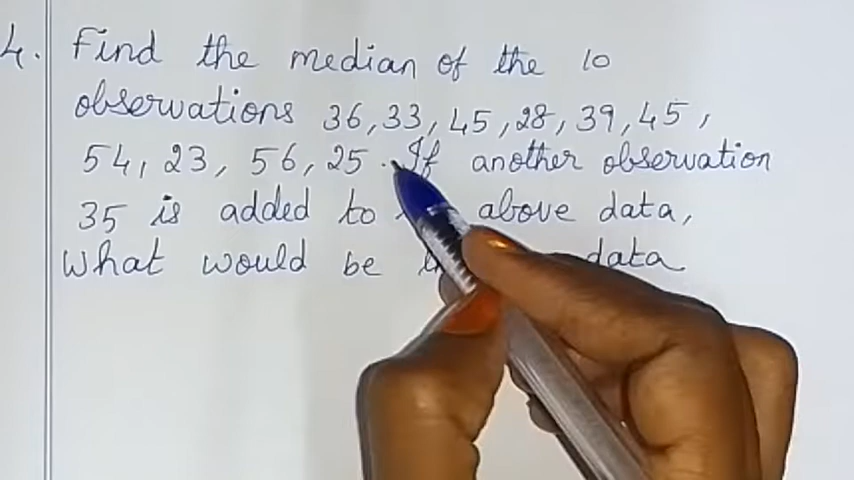 4. Find the median of the 10
observations 36, 33, 45, 28, 39, 45,
54, 23, 56, 25. If another observation
35 is added to above data,
What would be data